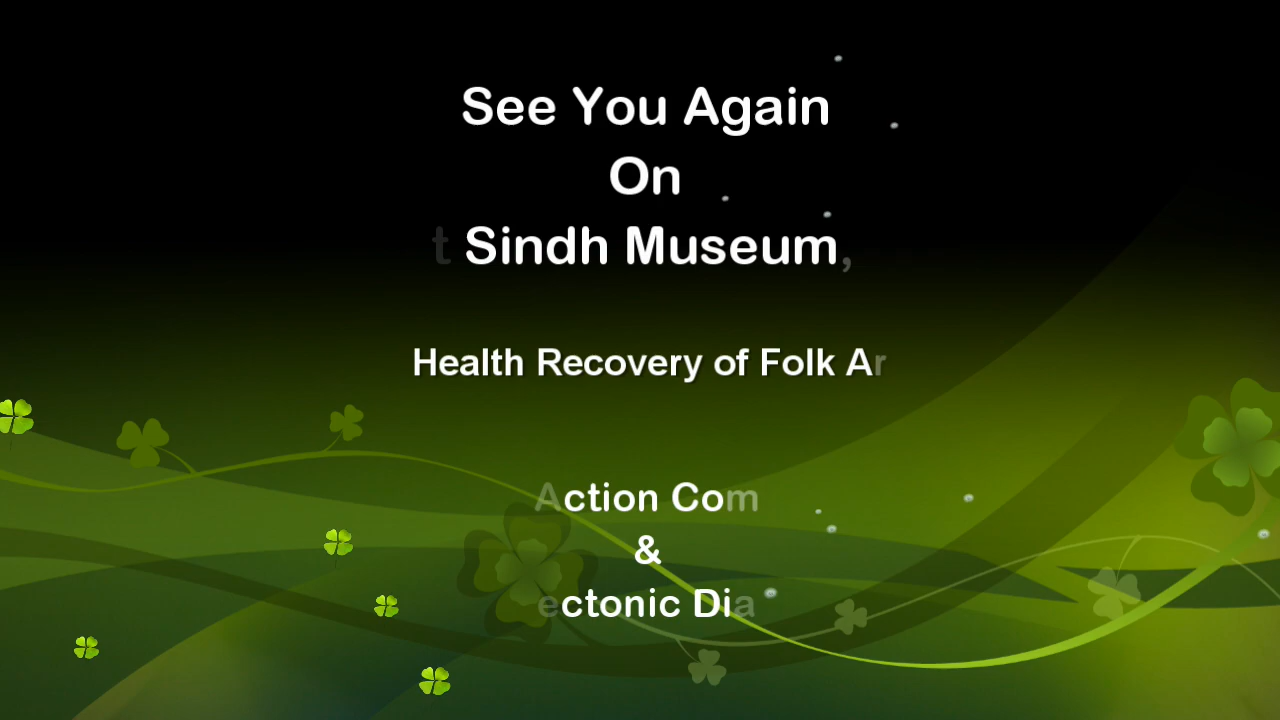 See You Again
On
t Sindh Museum,
Health Recovery of Folk Ar
Action Com
&
ectonic Dia